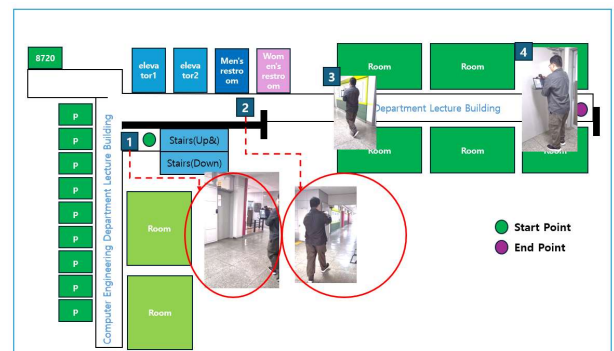 8720
eleva
tor1
eleva
tor2
Men's
restro
om
Wom
en's
restro
om
Room
Room
Room
4
3
2
1
Department Lecture Building
Stairs(Up&)
Stairs(Down)
Room
Room
Room
P
P
P
P
P
P
P
P
P
Computer Engineering Department Lecture Building
Room
Room
Start Point
End Point